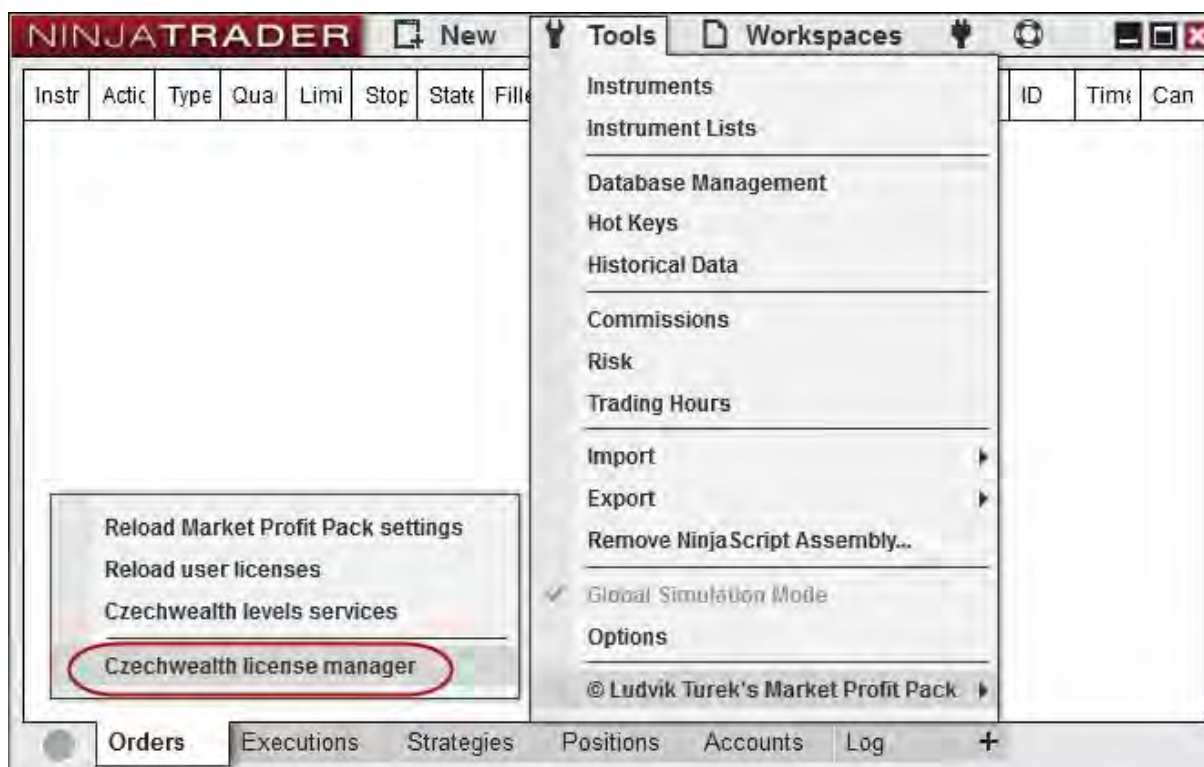 NINJATRADER New Tools Workspaces
Instr Actic Type Qua Limi Stop State Fille ID Time Can
Instruments
Instrument Lists
Database Management
Hot Keys
Historical Data
Commissions
Risk
Trading Hours
Import
Export
Remove NinjaScript Assembly...
Global Simulation Mode
Options
© Ludvik Turek's Market Profit Pack
Reload Market Profit Pack settings
Reload user licenses
Czechwealth levels services
Czechwealth license manager
Orders Executions Strategies Positions Accounts Log +